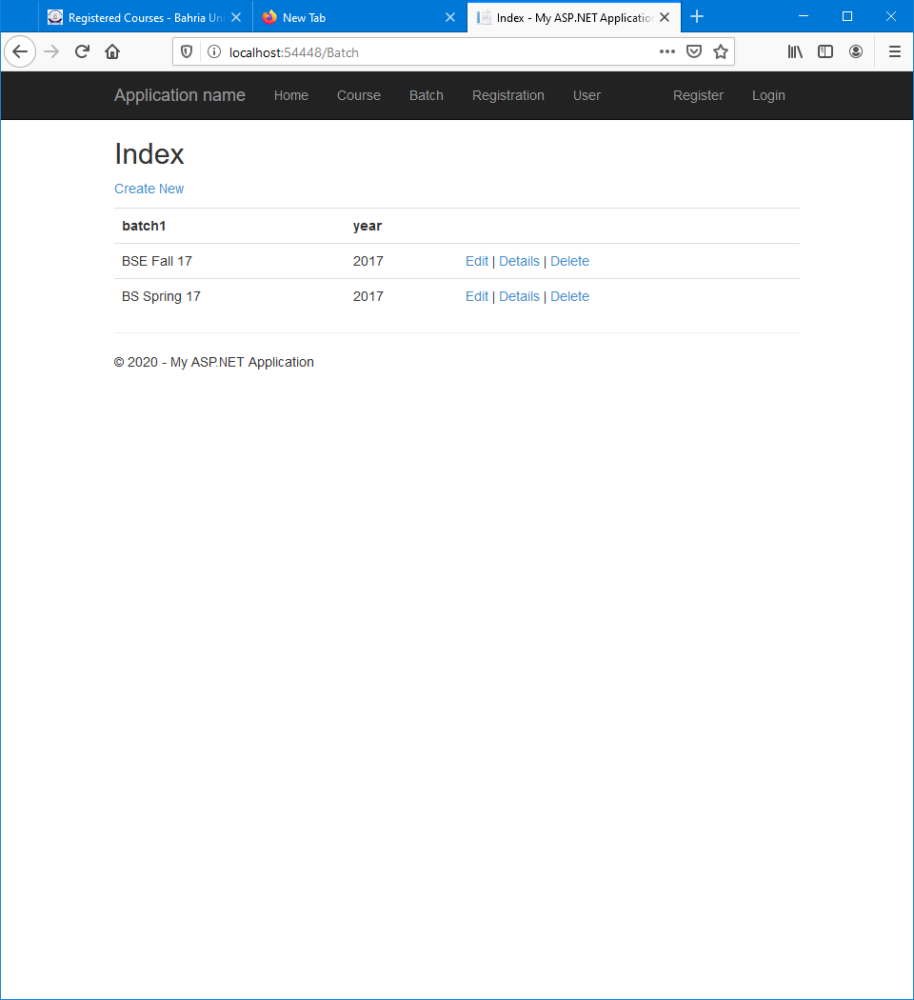 Registered Courses - Bahria Un
New Tab
Index - My ASP.NET Application
localhost:54448/Batch
Application name Home Course Batch Registration User Register Login
Index
Create New
batch1 year
BSE Fall 17 2017 Edit | Details | Delete
BS Spring 17 2017 Edit | Details | Delete
© 2020 - My ASP.NET Application